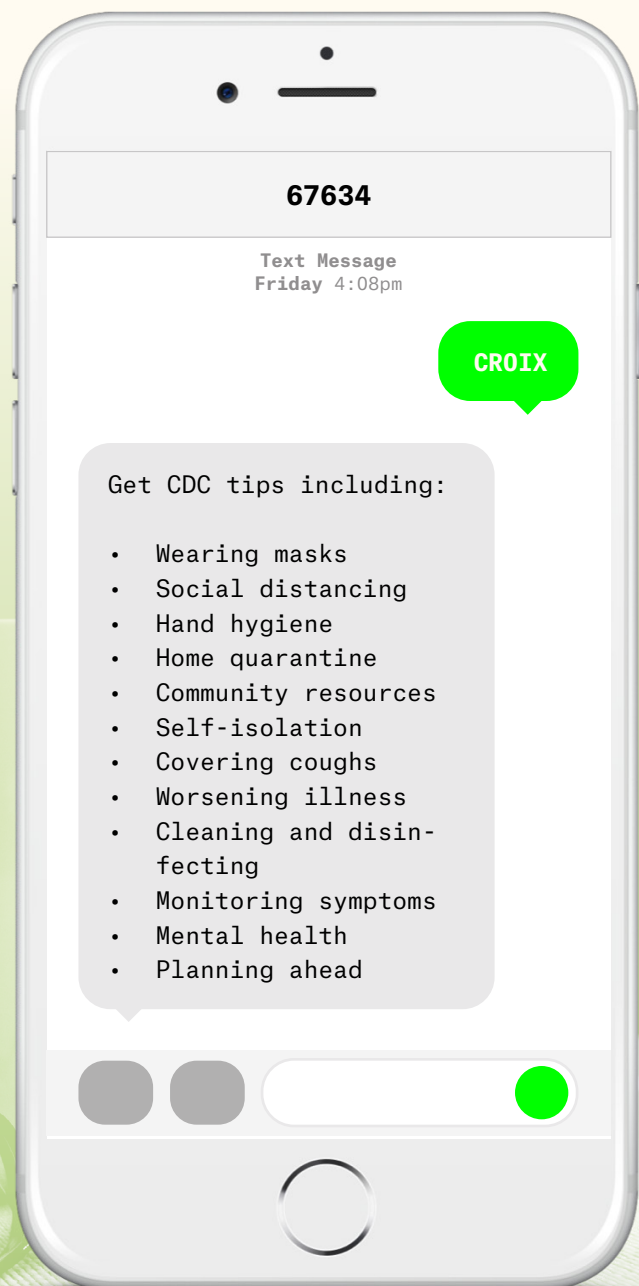 67634
Text Message
Friday 4:08pm
CROIX
Get CDC tips including:
• Wearing masks
• Social distancing
• Hand hygiene
• Home quarantine
• Community resources
• Self-isolation
• Covering coughs
• Worsening illness
• Cleaning and disin-
fecting
• Monitoring symptoms
• Mental health
• Planning ahead